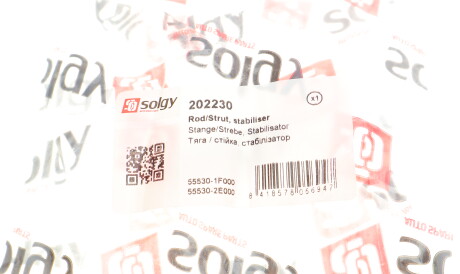 solgy
202230
x1
Rod/Strut, stabiliser
Stange/Strebe, Stabilisator
Тяга / стійка, стабілізатор
55530-1F000
55530-2E000